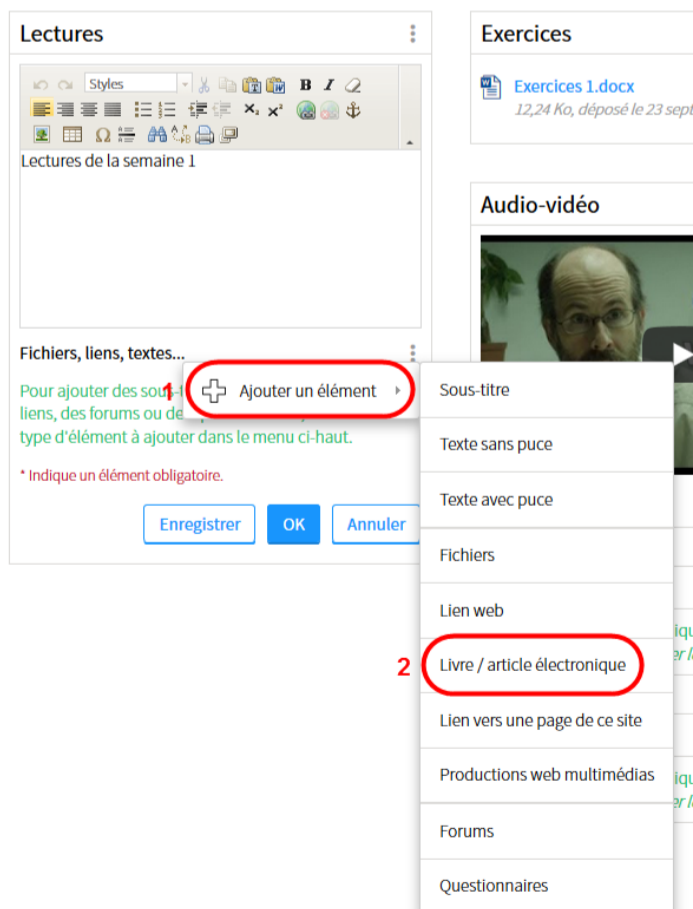 Lectures
Styles
B I
Lectures de la semaine 1
Fichiers, liens, textes...
Pour ajouter des sous-t
liens, des forums ou de
type d'élément à ajouter dans le menu ci-haut.
* Indique un élément obligatoire.
Enregistrer
OK
Annuler
1
Ajouter un élément
Exercices
Exercices 1.docx
12,24 Ko, déposé le 23 sept
Audio-vidéo
Sous-titre
Texte sans puce
Texte avec puce
Fichiers
Lien web
2
Livre / article électronique
Lien vers une page de ce site
Productions web multimédias
Forums
Questionnaires